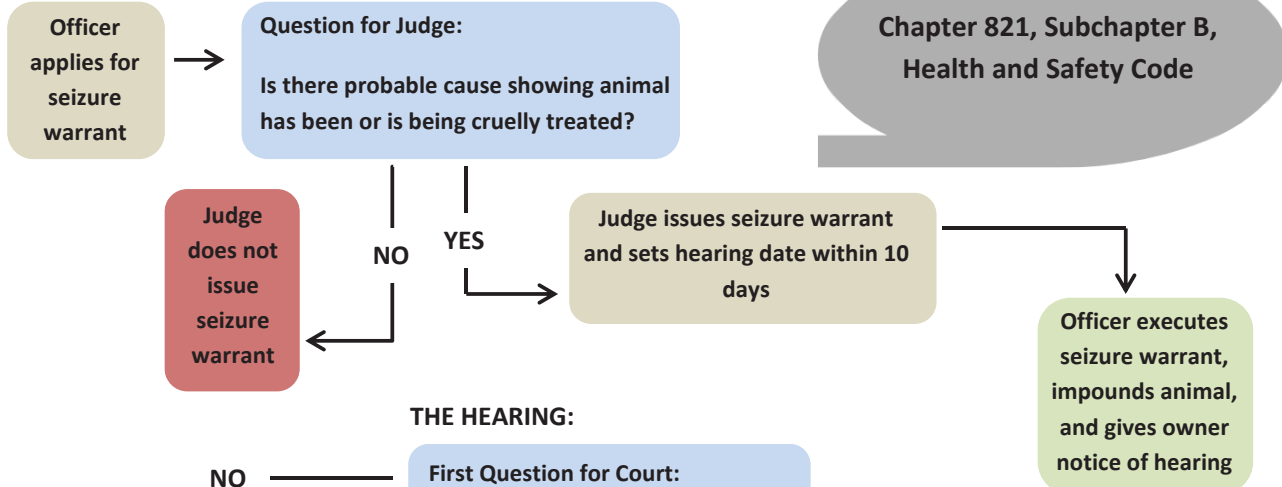 Officer
applies for
seizure
warrant
Question for Judge:
Is there probable cause showing animal
has been or is being cruelly treated?
Chapter 821, Subchapter B,
Health and Safety Code
Judge
does not
issue
seizure
warrant
NO
YES
Judge issues seizure warrant
and sets hearing date within 10
days
Officer executes
seizure warrant,
impounds animal,
and gives owner
notice of hearing
THE HEARING:
NO
First Question for Court: